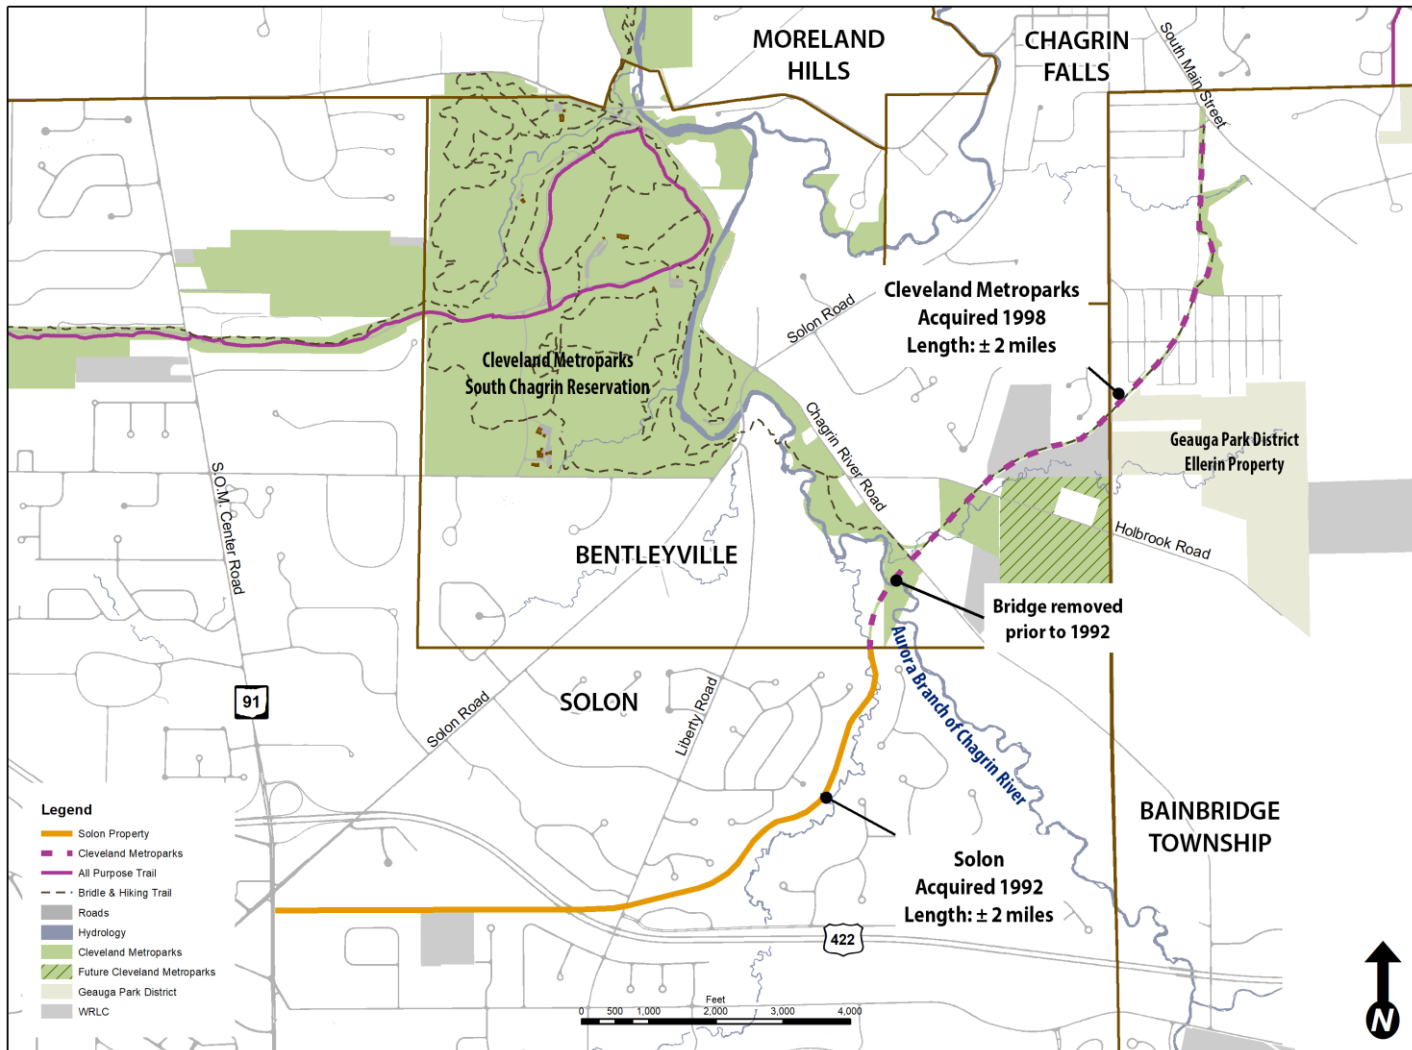 MORELAND
HILLS
CHAGRIN
FALLS
South Main Street
Cleveland Metroparks
Acquired 1998
Length: ± 2 miles
Solon Road
Cleveland Metroparks
South Chagrin Reservation
Chagrin River Road
Geauga Park District
Ellerin Property
S.O.M. Center Road
Holbrook Road
BENTLEYVILLE
Bridge removed
prior to 1992
Aurora Branch of Chagrin River
91
SOLON
Solon Road
Liberty Road
BAINBRIDGE
TOWNSHIP
Solon
Acquired 1992
Length: ± 2 miles
422
Legend
Solon Property
Cleveland Metroparks
All Purpose Trail
Bridle & Hiking Trail
Roads
Hydrology
Cleveland Metroparks
Future Cleveland Metroparks
Geauga Park District
WRLC
Feet
0 500 1,000 2,000 3,000 4,000
N